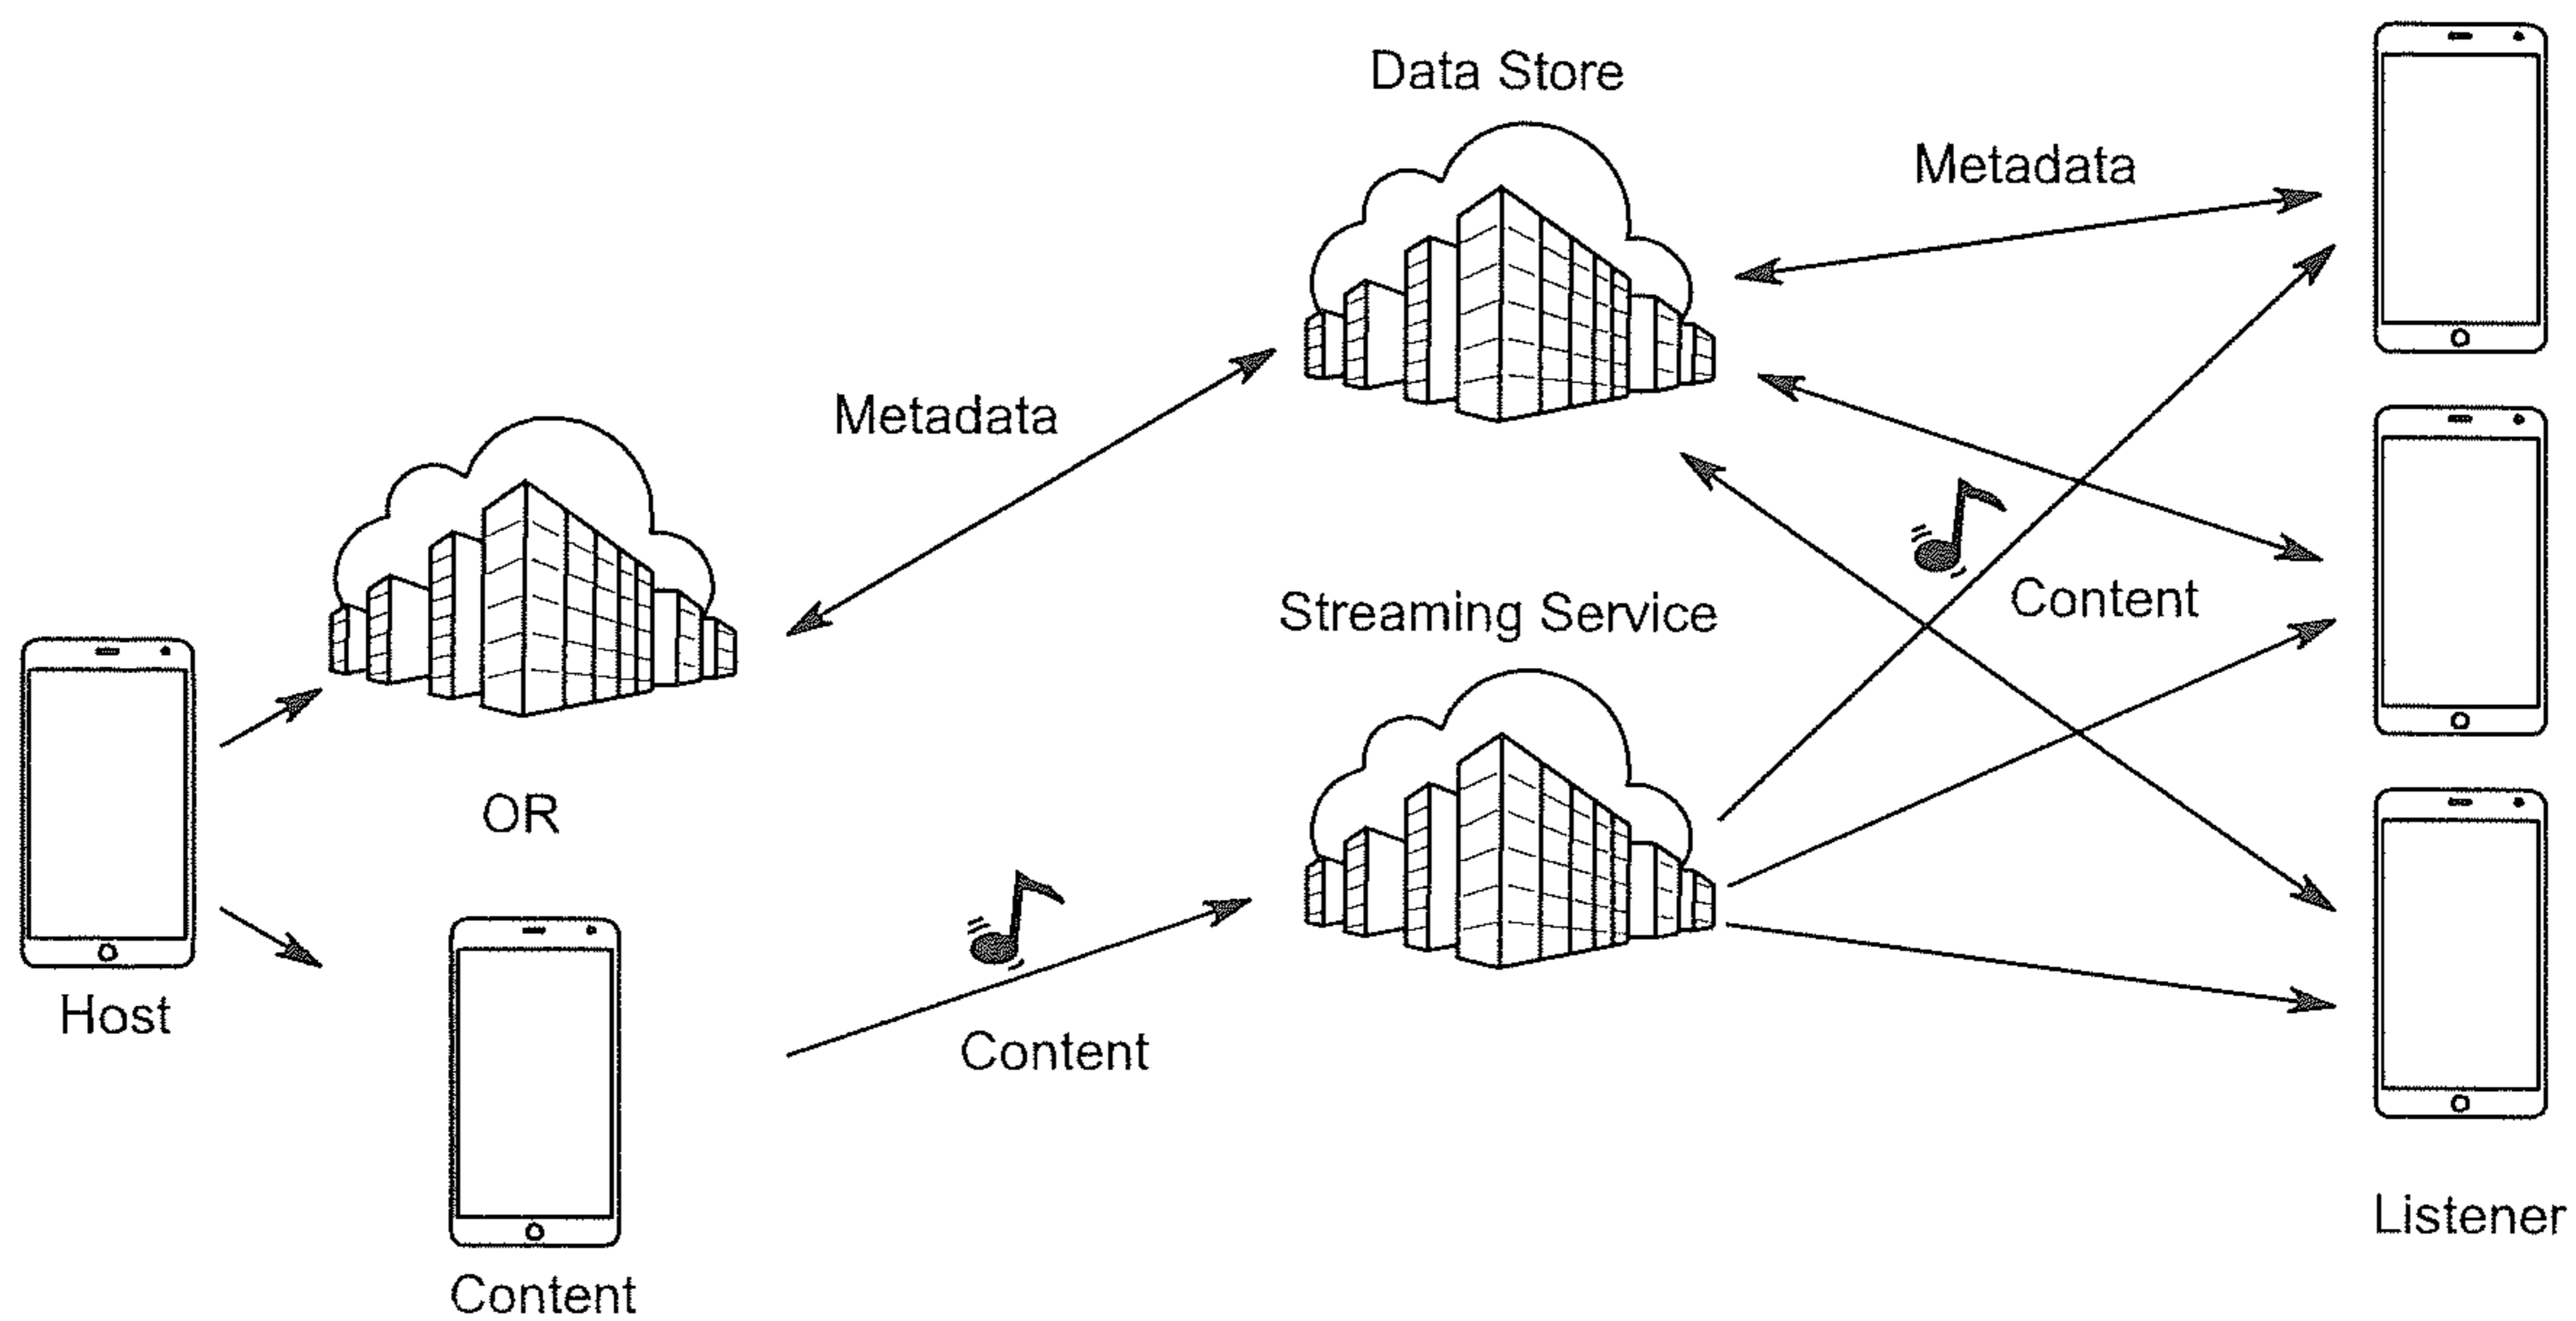 Data Store
Metadata
Metadata
Streaming Service
Content
OR
Host
Content
Listener
Content